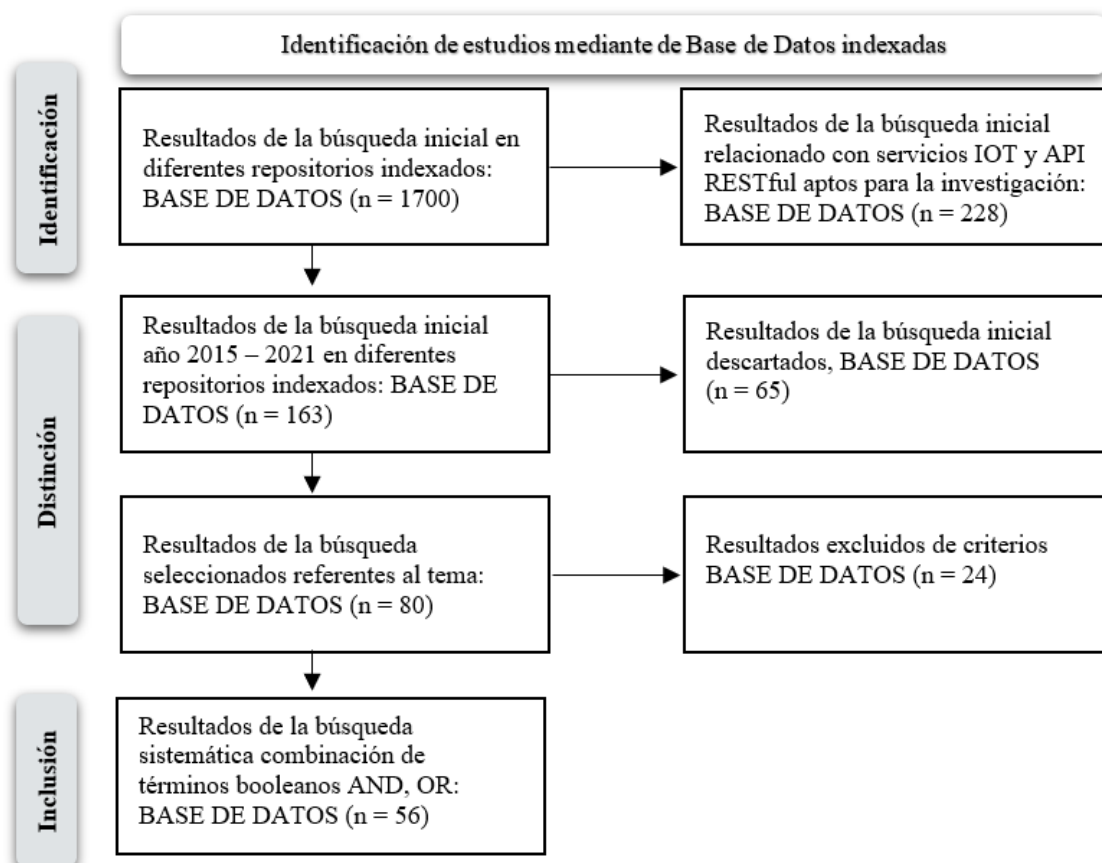 Identificación de estudios mediante de Base de Datos indexadas
Identificación
Resultados de la búsqueda inicial en
diferentes repositorios indexados:
BASE DE DATOS (n = 1700)
Resultados de la búsqueda inicial
relacionado con servicios IOT y API
RESTful aptos para la investigación:
BASE DE DATOS (n = 228)
Distinción
Resultados de la búsqueda inicial
año 2015 – 2021 en diferentes
repositorios indexados: BASE DE
DATOS (n = 163)
Resultados de la búsqueda inicial
descartados, BASE DE DATOS
(n = 65)
Resultados de la búsqueda
seleccionados referentes al tema:
BASE DE DATOS (n = 80)
Resultados excluidos de criterios
BASE DE DATOS (n = 24)
Inclusión
Resultados de la búsqueda
sistemática combinación de
términos booleanos AND, OR:
BASE DE DATOS (n = 56)